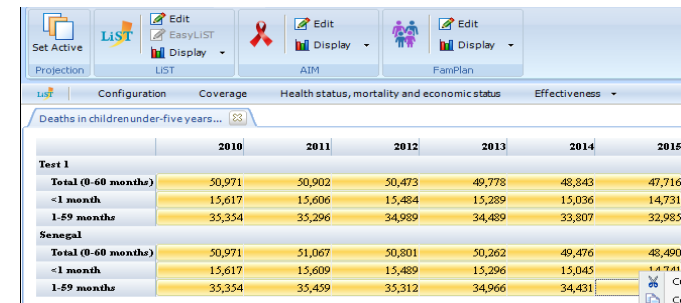 Edit Edit Edit
Set Active LiST EasyLiST Display Display Display
Projection LiST AIM FamPlan
LiST Configuration Coverage Health status, mortality and economic status Effectiveness
Deaths in children under-five years...
2010 2011 2012 2013 2014 2015
Test 1
Total (0-60 months) 50,971 50,902 50,473 49,778 48,843 47,716
<1 month 15,617 15,606 15,484 15,289 15,036 14,731
1-59 months 35,354 35,296 34,989 34,489 33,807 32,985
Senegal
Total (0-60 months) 50,971 51,067 50,801 50,262 49,476 48,490
<1 month 15,617 15,609 15,489 15,296 15,045 14,741
1-59 months 35,354 35,459 35,312 34,966 34,431